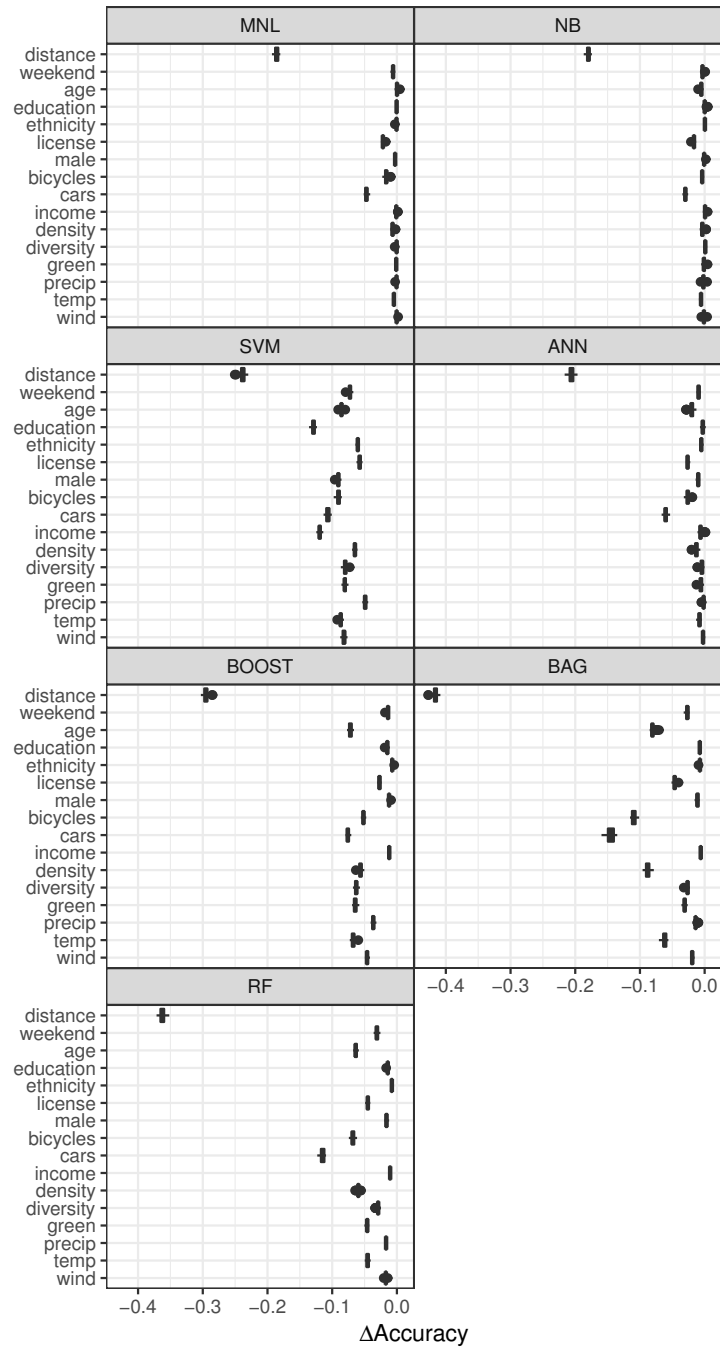 MNL NB
distance
weekend
age
education
ethnicity
license
male
bicycles
cars
income
density
diversity
green
precip
temp
wind
SVM ANN
distance
weekend
age
education
ethnicity
license
male
bicycles
cars
income
density
diversity
green
precip
temp
wind
BOOST BAG
distance
weekend
age
education
ethnicity
license
male
bicycles
cars
income
density
diversity
green
precip
temp
wind
−0.4 −0.3 −0.2 −0.1 0.0
RF
distance
weekend
age
education
ethnicity
license
male
bicycles
cars
income
density
diversity
green
precip
temp
wind
−0.4 −0.3 −0.2 −0.1 0.0
ΔAccuracy